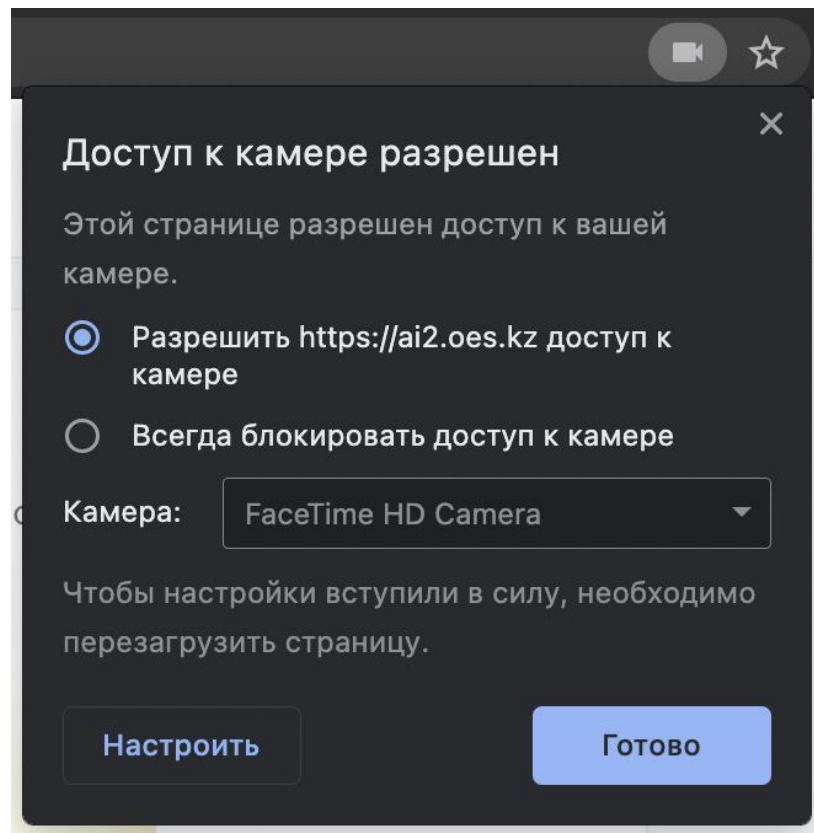 Доступ к камере разрешен
Этой странице разрешен доступ к вашей
камере.
Разрешить https://ai2.oes.kz доступ к
камере
Всегда блокировать доступ к камере
Камера: FaceTime HD Camera
Чтобы настройки вступили в силу, необходимо
перезагрузить страницу.
Настроить Готово